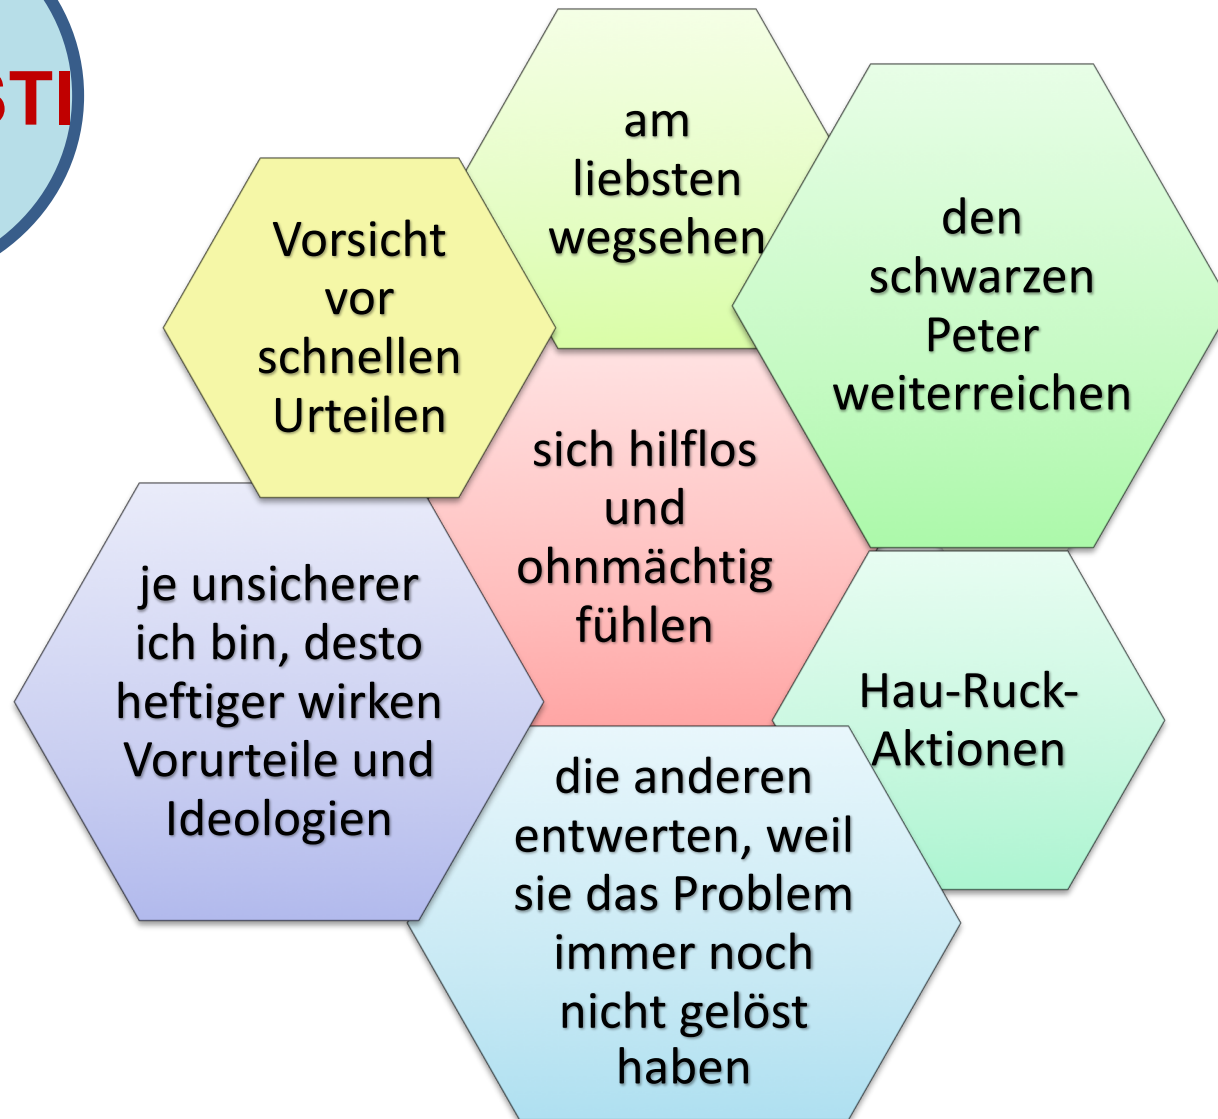 STI
am
liebsten
wegsehen
den
schwarzen
Peter
weiterreichen
Vorsicht
vor
schnellen
Urteilen
sich hilflos
und
ohnmächtig
fühlen
je unsicherer
ich bin, desto
heftiger wirken
Vorurteile und
Ideologien
Hau-Ruck-
Aktionen
die anderen
entwerten, weil
sie das Problem
immer noch
nicht gelöst
haben